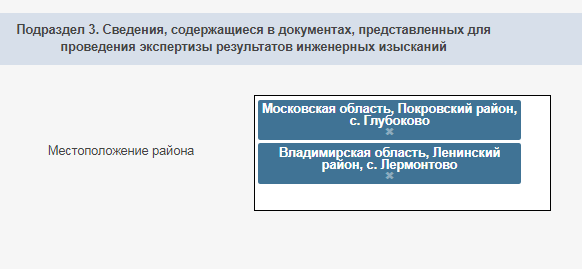 Подраздел 3. Сведения, содержащиеся в документах, представленных для
проведения экспертизы результатов инженерных изысканий
Местоположение района
Московская область, Покровский район,
с. Глубоково
Владимирская область, Ленинский
район, с. Лермонтово